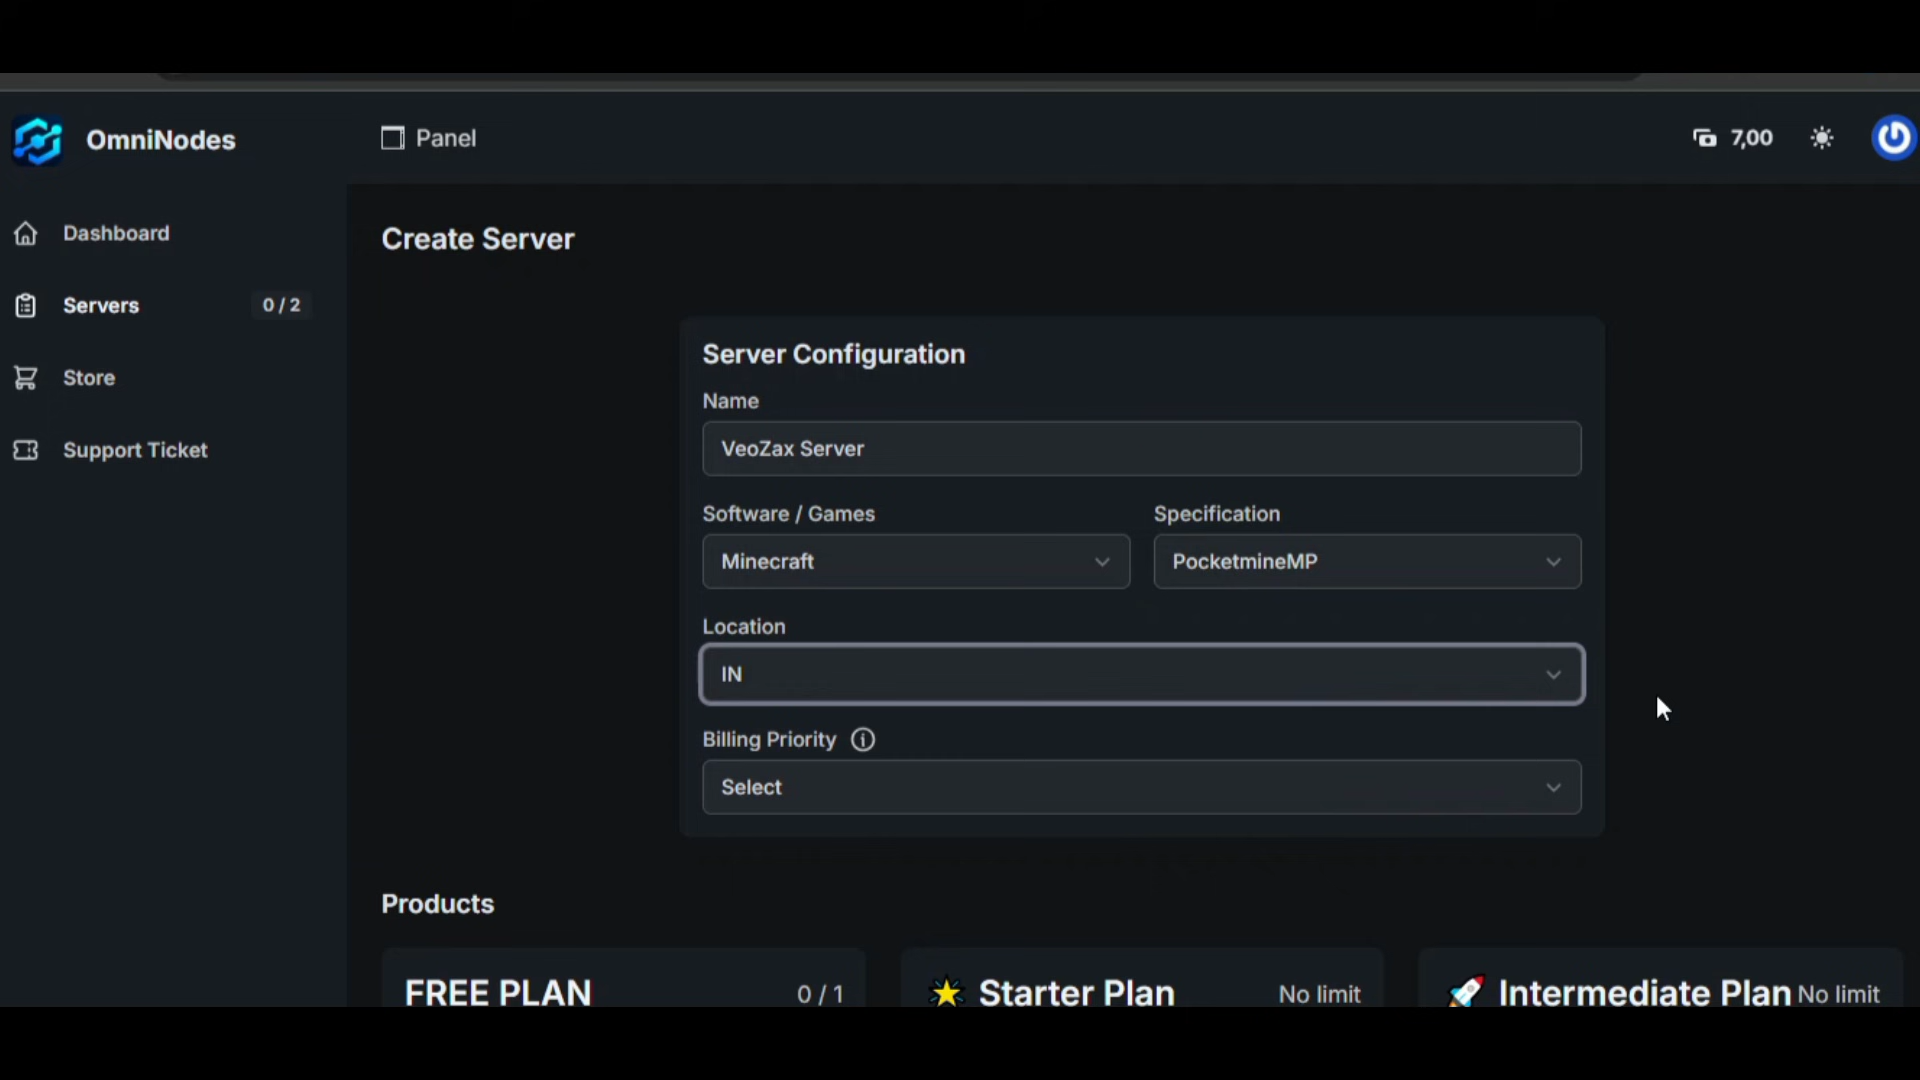 OmniNodes
Panel
7,00
Dashboard
Servers 0 / 2
Store
Support Ticket
Create Server
Server Configuration
Name
VeoZax Server
Software / Games Specification
Minecraft PocketmineMP
Location
IN
Billing Priority
Select
Products
FREE PLAN 0 / 1
Starter Plan No limit
Intermediate Plan No limit